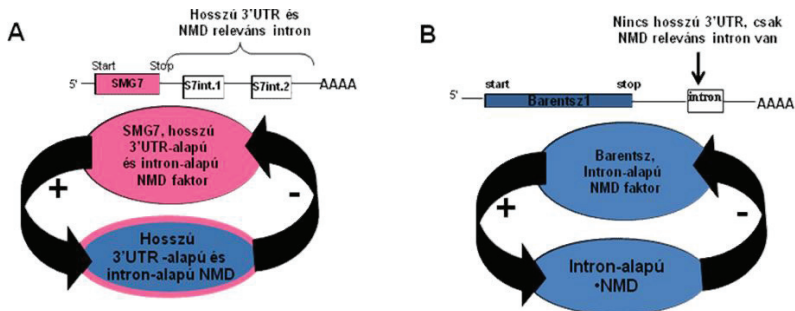 A
Hosszú 3'UTR és
NMD releváns intron
Start
Stop
5'
SMG7
S7int.1
S7int.2
AAAA
SMG7, hosszú
3'UTR-alapú
és intron-alapú
NMD faktor
+
-
Hosszú
3'UTR -alapú és
intron-alapú NMD
B
Nincs hosszú 3'UTR, csak
NMD releváns intron van
start
stop
5'
Barentsz1
intron
AAAA
Barentsz,
Intron-alapú
NMD faktor
+
-
Intron-alapú
•NMD